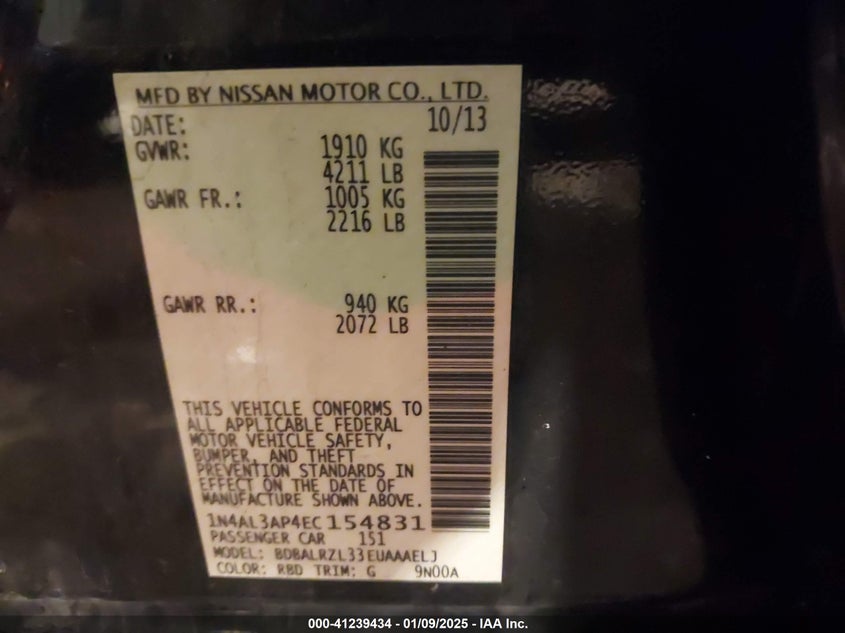 MFD BY NISSAN MOTOR CO., LTD.
DATE: 10/13
GVWR: 1910 KG
4211 LB
GAWR FR.: 1005 KG
2216 LB
GAWR RR.: 940 KG
2072 LB
THIS VEHICLE CONFORMS TO
ALL APPLICABLE FEDERAL
MOTOR VEHICLE SAFETY,
BUMPER, AND THEFT
PREVENTION STANDARDS IN
EFFECT ON THE DATE OF
MANUFACTURE SHOWN ABOVE.
1N4AL3AP4EC154831
PASSENGER CAR 151
MODEL: BDBALRZL33EUAAAELJ
COLOR: RBD TRIM: G 9N00A
000-41239434 - 01/09/2025 - IAA Inc.